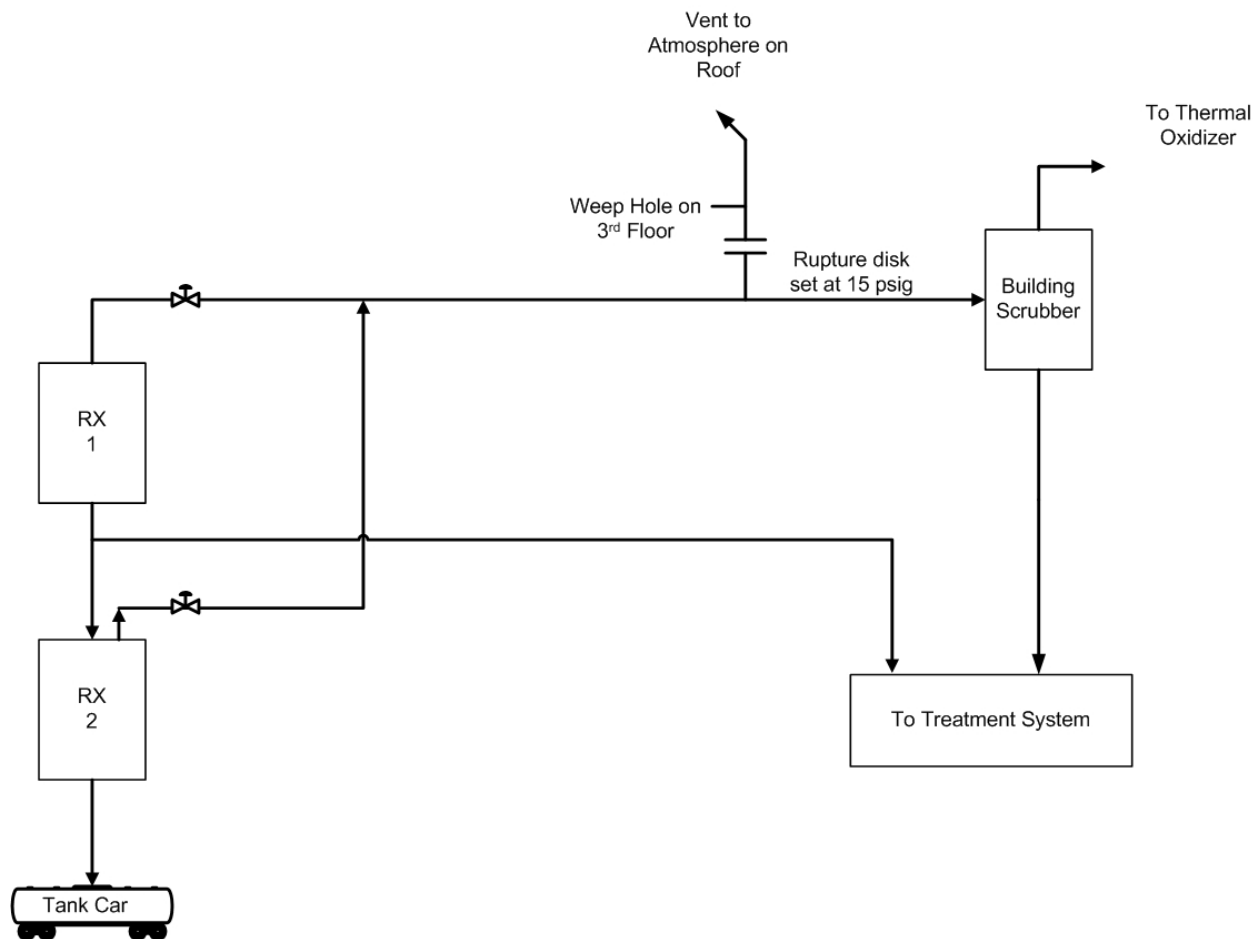 Vent to
Atmosphere on
Roof
To Thermal
Oxidizer
Weep Hole on
3rd Floor
Rupture disk
set at 15 psig
Building
Scrubber
RX
1
RX
2
To Treatment System
Tank Car